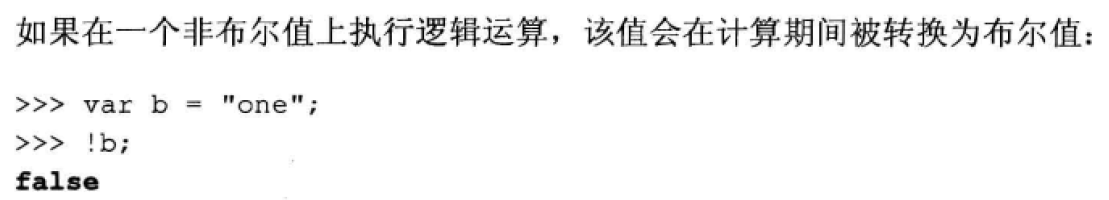 如果在一个非布尔值上执行逻辑运算，该值会在计算期间被转换为布尔值：
>>> var b = "one";
>>> !b;
false